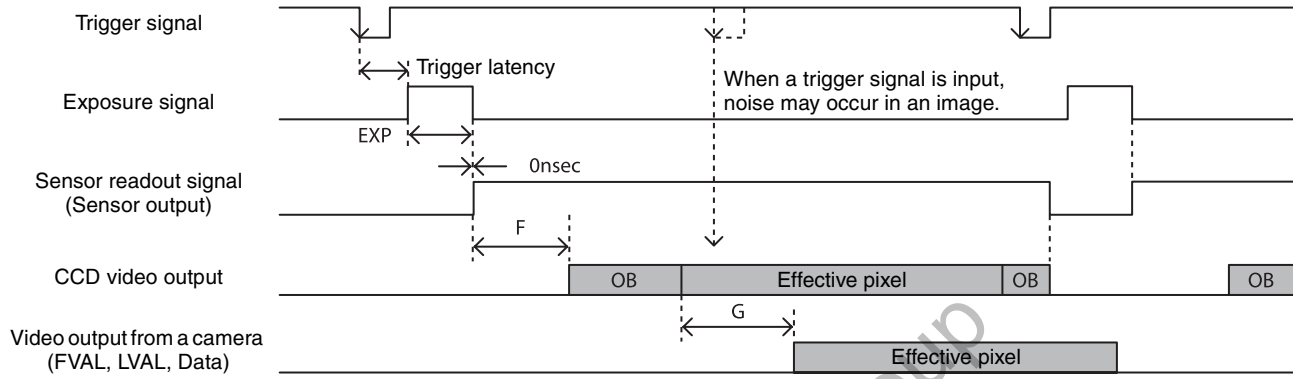 Trigger signal
Trigger latency
When a trigger signal is input,
noise may occur in an image.
Exposure signal
EXP
0nsec
Sensor readout signal
(Sensor output)
F
CCD video output
OB
Effective pixel
OB
OB
G
Video output from a camera
(FVAL, LVAL, Data)
Effective pixel